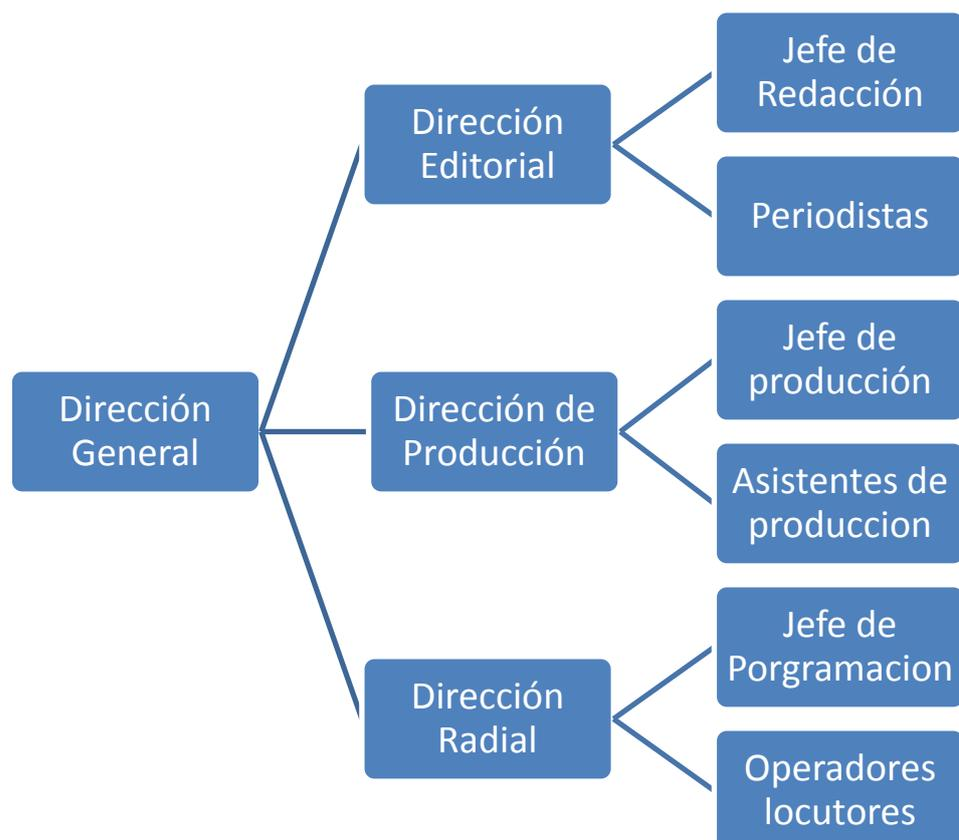 Dirección
General
Dirección
Editorial
Jefe de
Redacción
Periodistas
Dirección de
Producción
Jefe de
producción
Asistentes de
produccion
Dirección
Radial
Jefe de
Porgramacion
Operadores
locutores